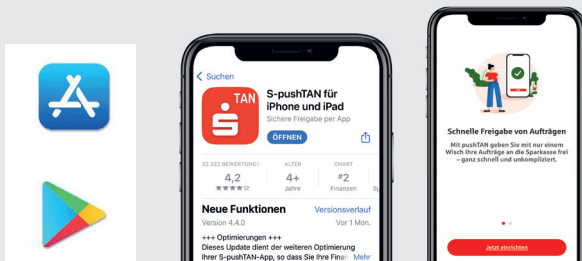 Suchen
TAN
S-pushTAN für
iPhone und iPad
Sichere Freigabe per App
ÖFFNEN
32.222 BEWERTUNG
ALTER
CHART
4,2
4+
#2
Jahre
Finanzen
Neue Funktionen
Versionsverlauf
Version 4.4.0
Vor 1 Mon.
+++ Optimierungen +++
Dieses Update dient der weiteren Optimierung
Ihrer S-pushTAN-App, so dass Sie Ihre Finan
Mehr
Schnelle Freigabe von Aufträgen
Mit pushTAN geben Sie mit nur einem
Wisch Ihre Aufträge an die Sparkasse frei
– ganz schnell und unkompliziert.
Jetzt einrichten